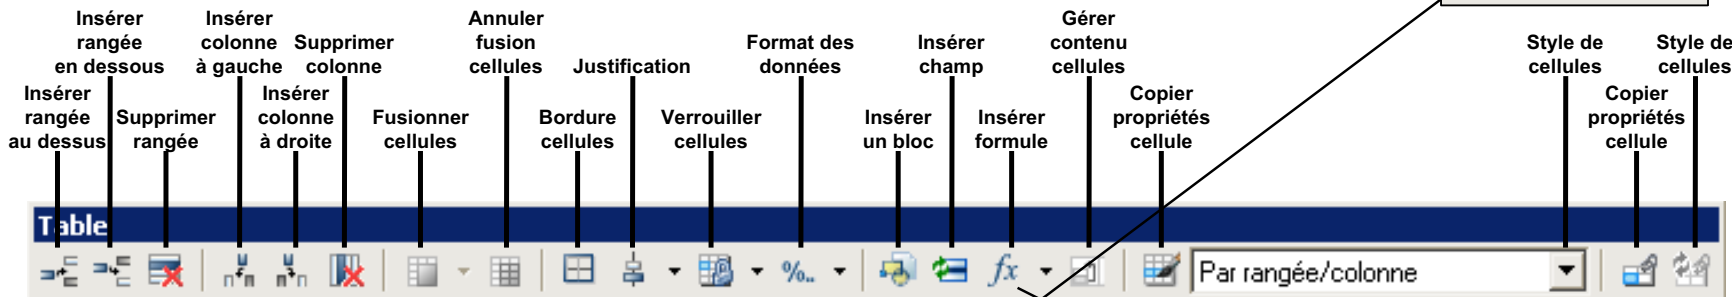 Insérer
rangée
en dessous
Insérer
colonne
à gauche
Supprimer
colonne
Annuler
fusion
cellules
Justification
Format des
données
Insérer
champ
Gérer
contenu
cellules
Style de
cellules
Style de
cellules
Insérer
rangée
au dessus
Supprimer
rangée
Insérer
colonne
à droite
Fusionner
cellules
Bordure
cellules
Verrouiller
cellules
Insérer
un bloc
Insérer
formule
Copier
propriétés
cellule
Copier
propriétés
cellule
Table
%..
fx
Par rangée/colonne